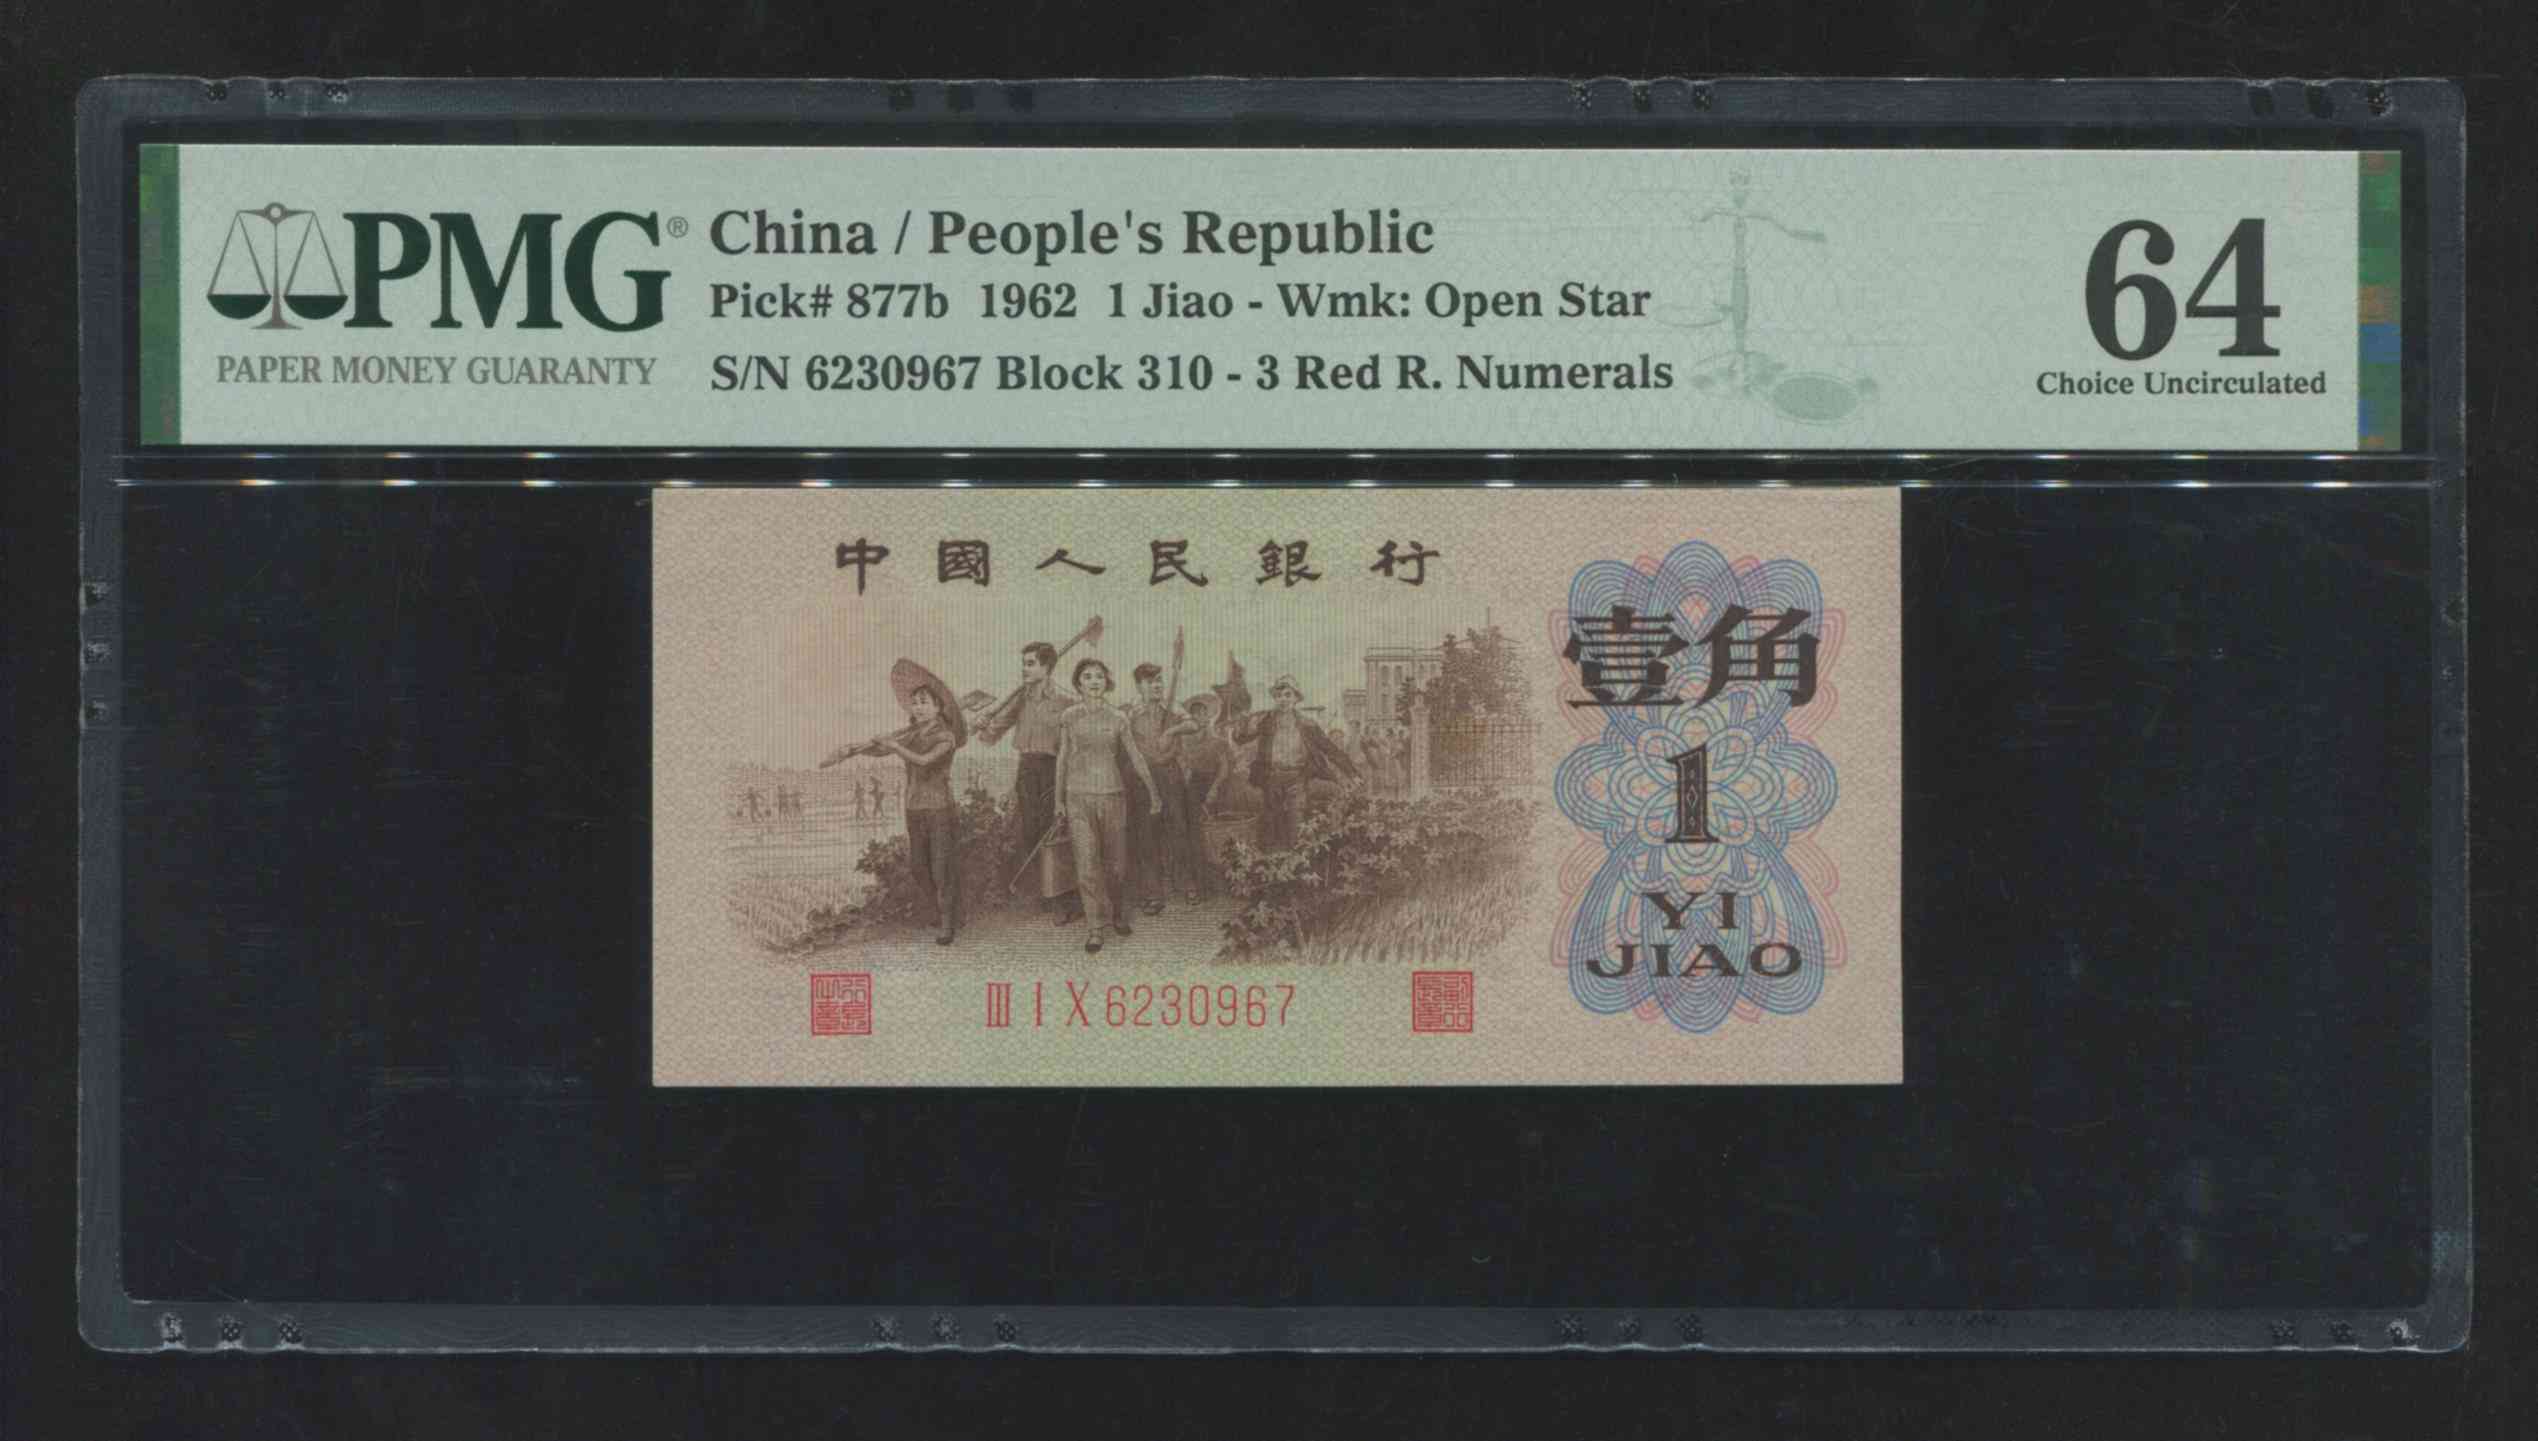 PMG®
PAPER MONEY GUARANTY
China / People's Republic
Pick# 877b 1962 1 Jiao - Wmk: Open Star
S/N 6230967 Block 310 - 3 Red R. Numerals
64
Choice Uncirculated
中國人民銀行
壹角
1
YI
JIAO
III I X 6230967